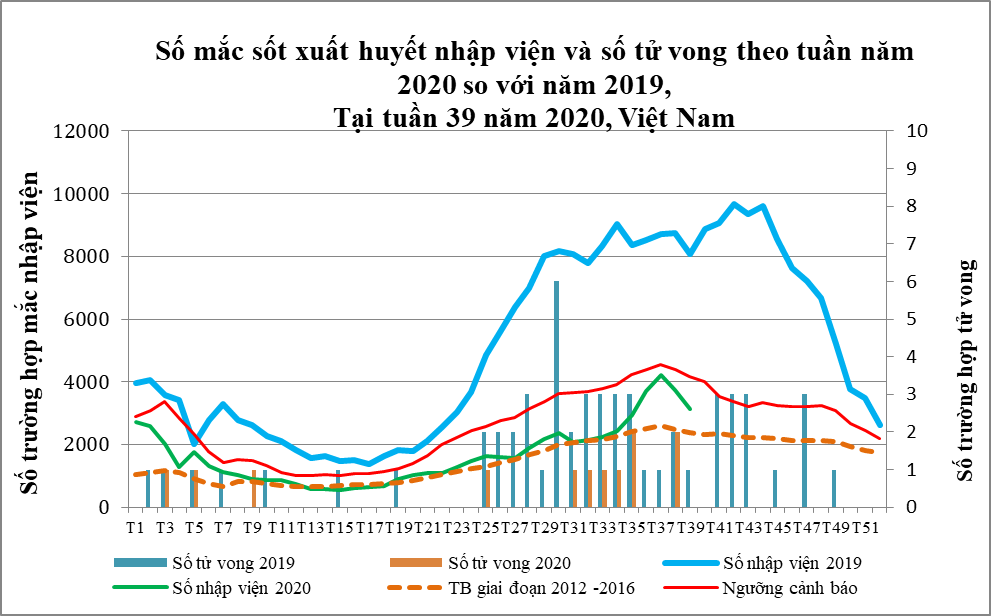 Số mắc sốt xuất huyết nhập viện và số tử vong theo tuần năm
2020 so với năm 2019,
Tại tuần 39 năm 2020, Việt Nam
Số trường hợp mắc nhập viện
12000
10000
8000
6000
4000
2000
0
10
9
8
7
6
5
4
3
2
1
0
Số trường hợp tử vong
T1 T3 T5 T7 T9 T11 T13 T15 T17 T19 T21 T23 T25 T27 T29 T31 T33 T35 T37 T39 T41 T43 T45 T47 T49 T51
Số tử vong 2019 Số tử vong 2020 Số nhập viện 2019
Số nhập viện 2020 TB giai đoạn 2012 -2016 Ngưỡng cảnh báo